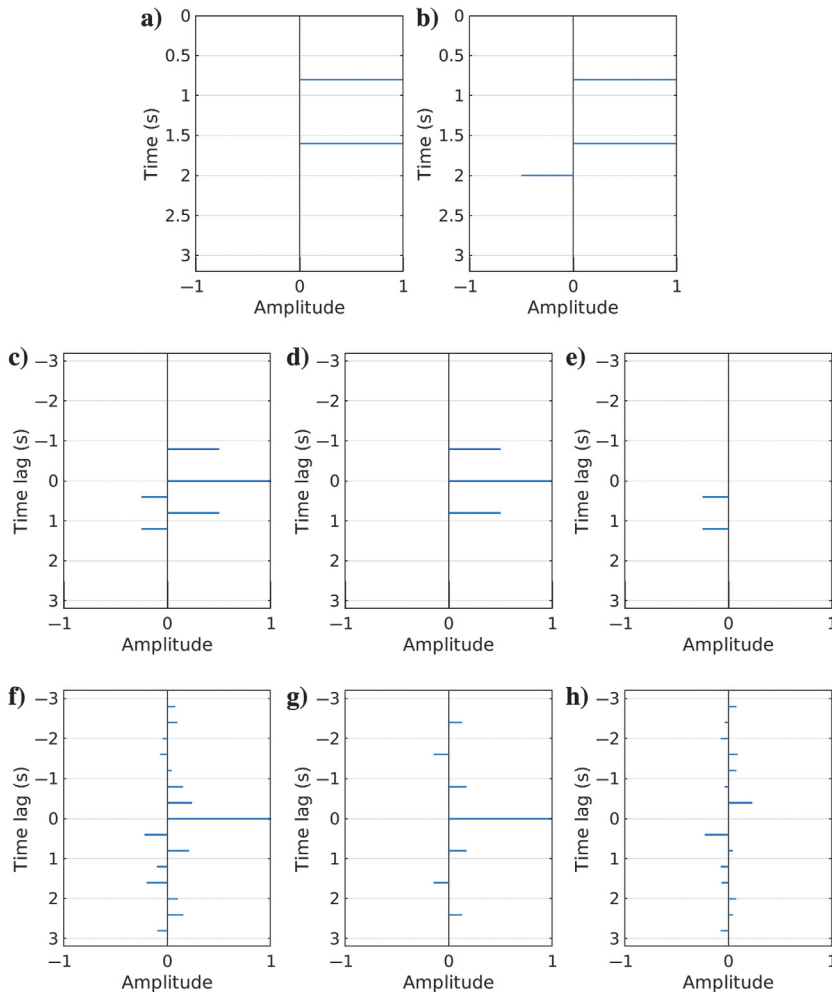 a) b)
0 0
0.5 0.5
1 1
1.5 1.5
2 2
2.5 2.5
3 3
Time (s) Time (s)
−1 0 1 −1 0 1
Amplitude Amplitude
c) d) e)
−3 −3 −3
−2 −2 −2
−1 −1 −1
0 0 0
1 1 1
2 2 2
3 3 3
Time lag (s) Time lag (s) Time lag (s)
−1 0 1 −1 0 1 −1 0 1
Amplitude Amplitude Amplitude
f) g) h)
−3 −3 −3
−2 −2 −2
−1 −1 −1
0 0 0
1 1 1
2 2 2
3 3 3
Time lag (s) Time lag (s) Time lag (s)
−1 0 1 −1 0 1 −1 0 1
Amplitude Amplitude Amplitude